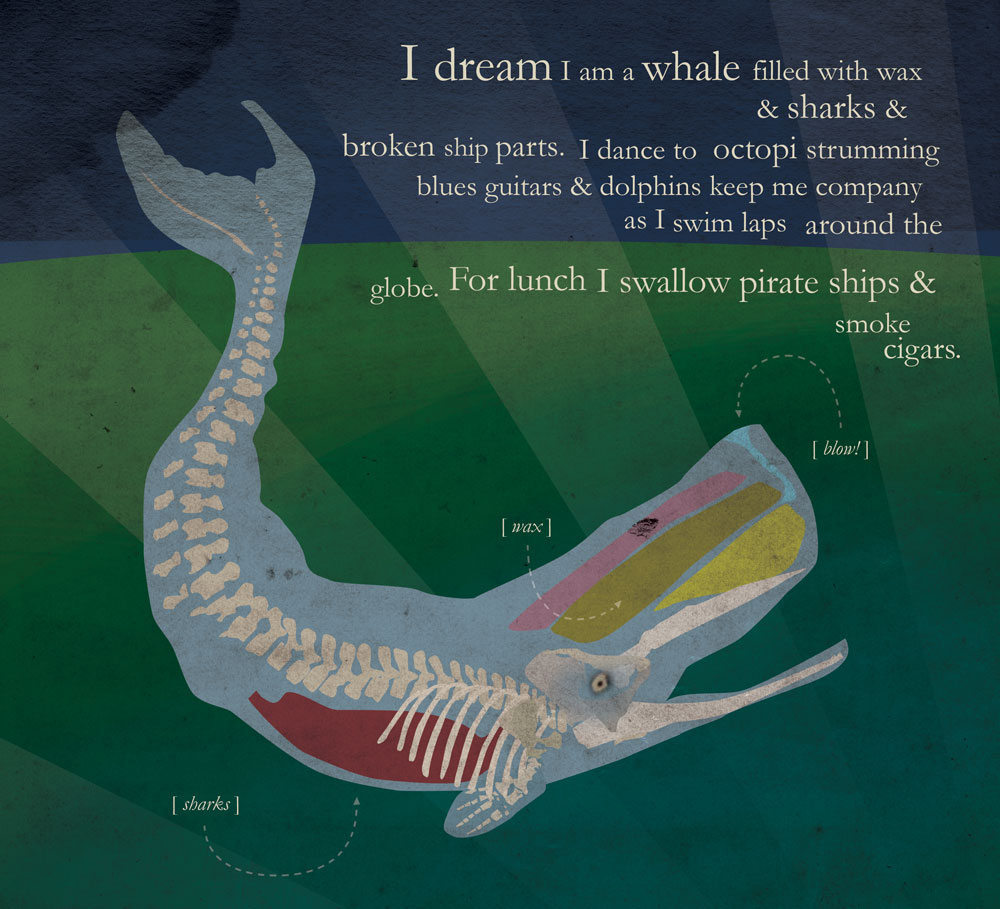 I dream I am a whale filled with wax
& sharks &
broken ship parts. I dance to octopi strumming
blues guitars & dolphins keep me company
as I swim laps around the
globe. For lunch I swallow pirate ships &
smoke
cigars.
[ blow! ]
[ wax ]
[ sharks ]